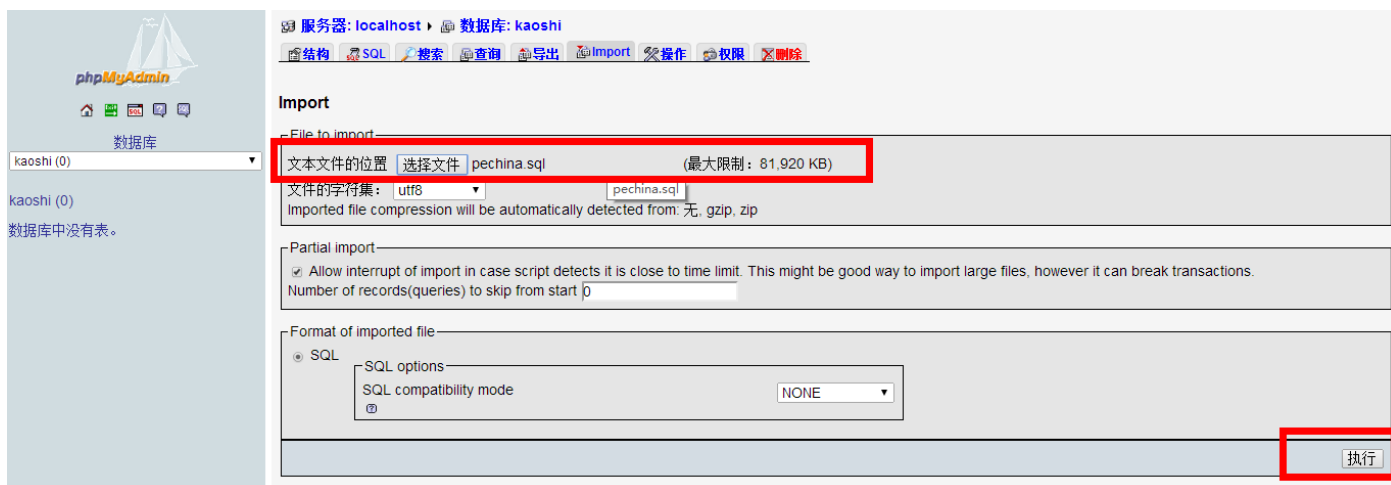 phpMyAdmin
数据库
kaoshi (0)
kaoshi (0)
数据库中没有表。
服务器: localhost 数据库: kaoshi
结构 SQL 搜索 查询 导出 Import 操作 权限 删除
Import
File to import
文本文件的位置 选择文件 pechina.sql (最大限制：81,920 KB)
文件的字符集： utf8 pechina.sql
Imported file compression will be automatically detected from: 无, gzip, zip
Partial import
Allow interrupt of import in case script detects it is close to time limit. This might be good way to import large files, however it can break transactions.
Number of records(queries) to skip from start 0
Format of imported file
SQL
SQL options
SQL compatibility mode NONE
执行